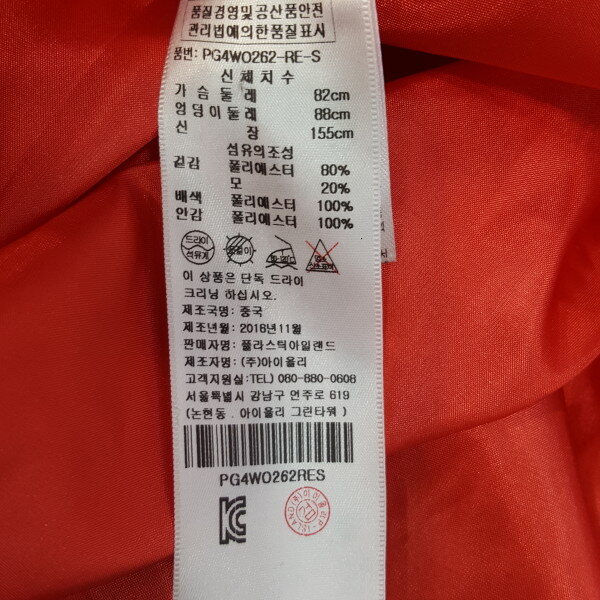 품질경영및공산품안전
관리법에의한품질표시
품번: PG4WO262-RE-S
신체치수
가슴둘레 82cm
엉덩이둘레 88cm
신장 155cm
섬유의조성
겉감 폴리에스터 80%
모 20%
배색 폴리에스터 100%
안감 폴리에스터 100%
드라이
석유계
이 상품은 단독 드라이
크리닝 하십시오.
제조국명: 중국
제조년월: 2016년11월
판매자명: 플라스틱아일랜드
제조자명: (주)아이올리
고객지원실:TEL) 080-880-0608
서울특별시 강남구 언주로 619
(논현동 . 아이올리 그린타워)
PG4WO262RES